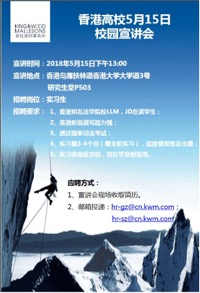 KING&WOOD
MALLESONS
金杜律师事务所
香港高校5月15日
校园宣讲会
宣讲时间：2018年5月15日下午13:00
宣讲地点：香港鸟薄扶林道香港大学大学道3号
研究生堂P503
招聘岗位：实习生
招聘要求：1、香港知名法学院校LLM，JD在读学生；
2、英语听说读写能力强；
3、通过国家司法考试；
4、实习期3-6个月（需全职实习），
应聘方式：
1、宣讲会现场收取简历。
2、邮箱投递：hr-gz@cn.kwm.com；
hr-sz@cn.kwm.com